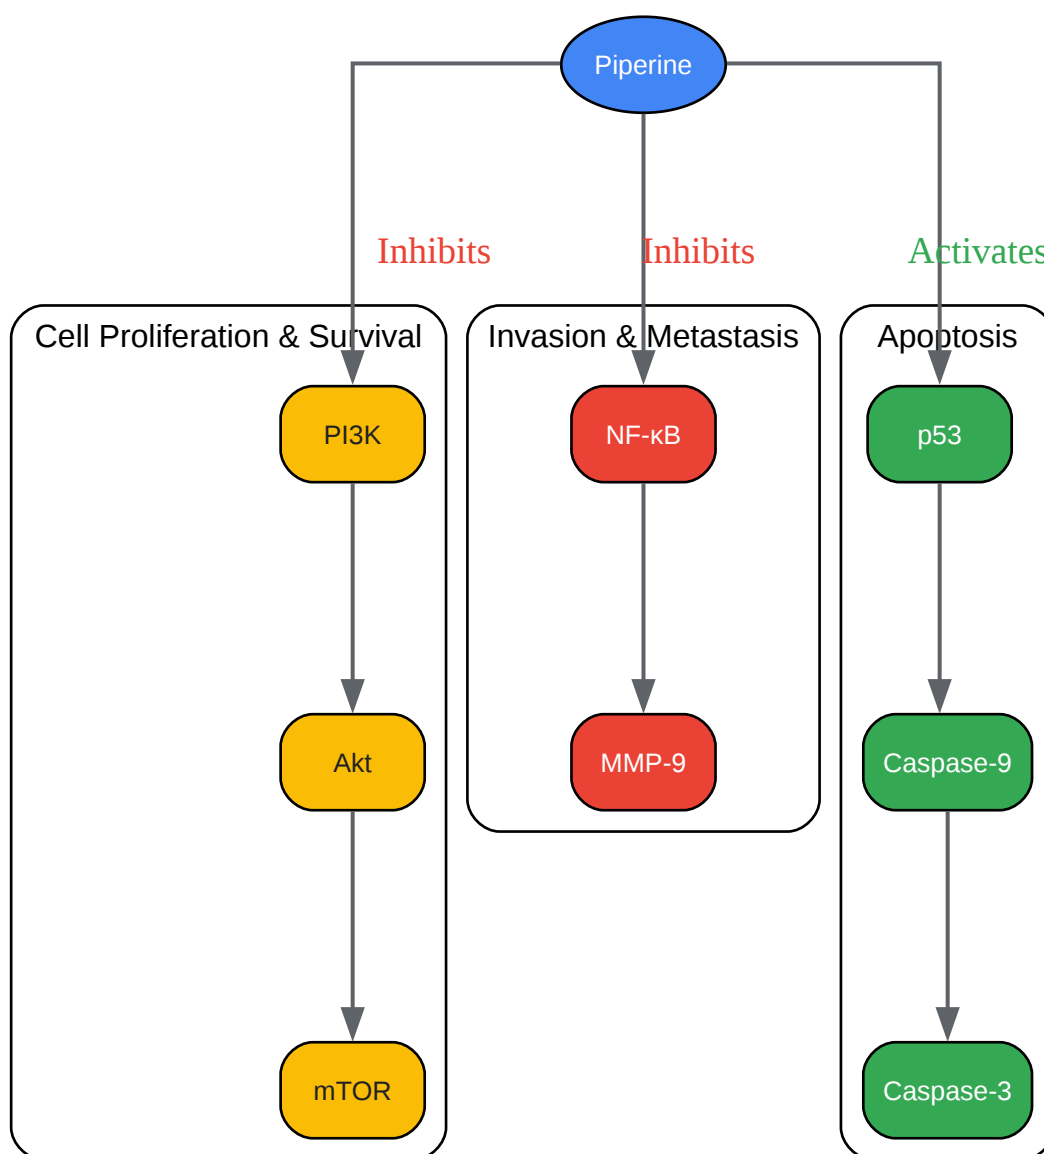 Piperine
Inhibits
Inhibits
Activates
Cell Proliferation & Survival
Invasion & Metastasis
Apoptosis
PI3K
NF-κB
p53
Akt
MMP-9
Caspase-9
mTOR
Caspase-3